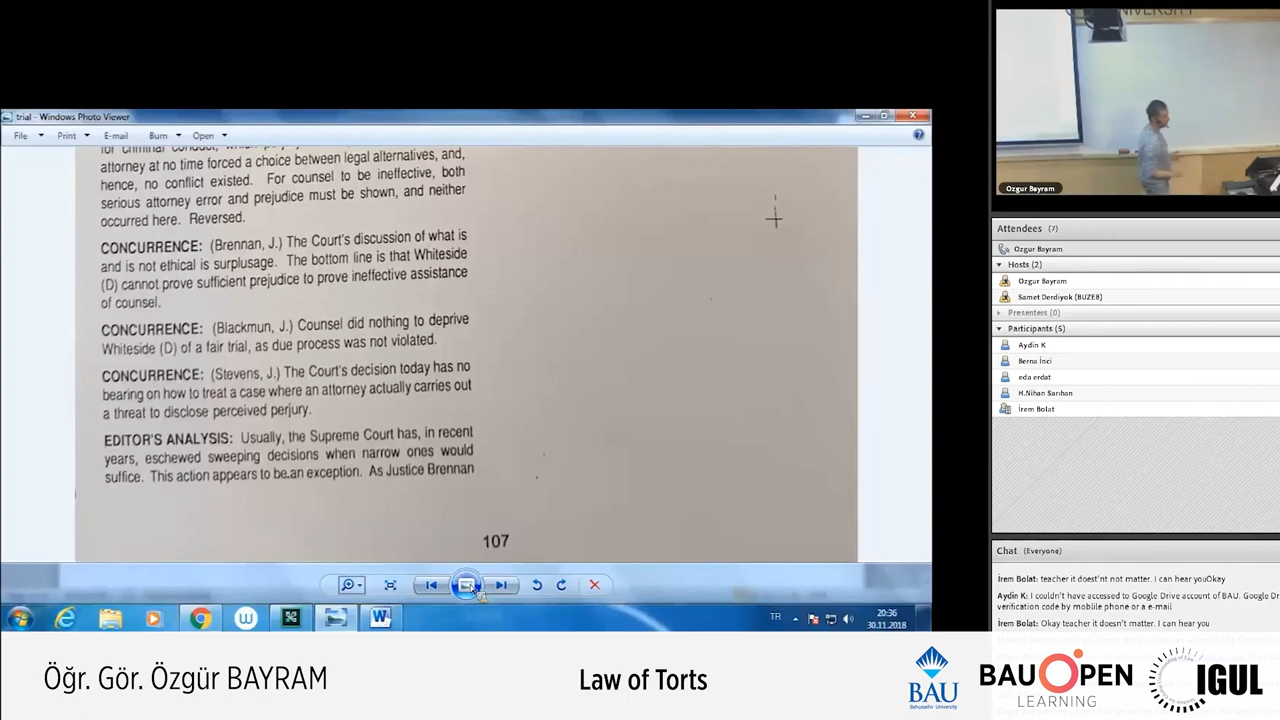 UNIVERSITY
Ozgur Bayram
trial - Windows Photo Viewer
File Print E-mail Burn Open
for criminal conduct,
attorney at no time forced a choice between legal alternatives, and,
hence, no conflict existed. For counsel to be ineffective, both
serious attorney error and prejudice must be shown, and neither
occurred here. Reversed.
CONCURRENCE: (Brennan, J.) The Court's discussion of what is
and is not ethical is surplusage. The bottom line is that Whiteside
(D) cannot prove sufficient prejudice to prove ineffective assistance
of counsel.
CONCURRENCE: (Blackmun, J.) Counsel did nothing to deprive
Whiteside (D) of a fair trial, as due process was not violated.
CONCURRENCE: (Stevens, J.) The Court's decision today has no
bearing on how to treat a case where an attorney actually carries out
a threat to disclose perceived perjury.
EDITOR'S ANALYSIS: Usually, the Supreme Court has, in recent
years, eschewed sweeping decisions when narrow ones would
suffice. This action appears to be.an exception. As Justice Brennan
107
TR
20:36
30.11.2018
Attendees (7)
Ozgur Bayram
Hosts (2)
Ozgur Bayram
Samet Derdiyok (BUZEB)
Presenters (0)
Participants (5)
Aydin K
Berna İnci
eda erdat
H.Nihan Sarıhan
İrem Bolat
Chat (Everyone)
İrem Bolat: teacher it doest'nt not matter. I can hear youOkay
Aydin K: I couldn't have accessed to Google Drive account of BAU. Google Dr
verification code by mobile phone or a e-mail
İrem Bolat: Okay teacher it doesn't matter. I can hear you
Öğr. Gör. Özgür BAYRAM
Law of Torts
BAU
Bahçeşehir University
BAU OPEN
LEARNING
IGUL